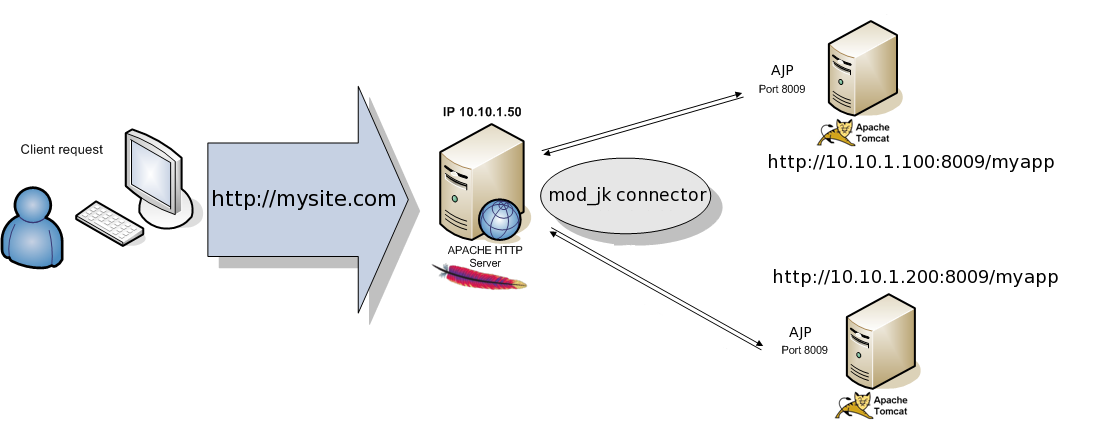 Client request
http://mysite.com
IP 10.10.1.50
APACHE HTTP
Server
mod_jk connector
AJP
Port 8009
Apache
Tomcat
http://10.10.1.100:8009/myapp
http://10.10.1.200:8009/myapp
AJP
Port 8009
Apache
Tomcat